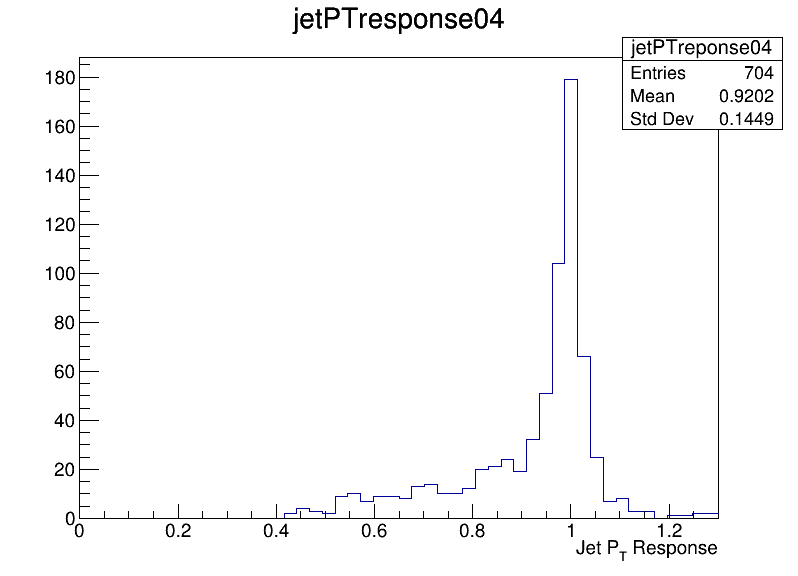 jetPTresponse04
jetPTreponse04
Entries 704
Mean 0.9202
Std Dev 0.1449
180
160
140
120
100
80
60
40
20
0
0 0.2 0.4 0.6 0.8 1 1.2
Jet PT Response